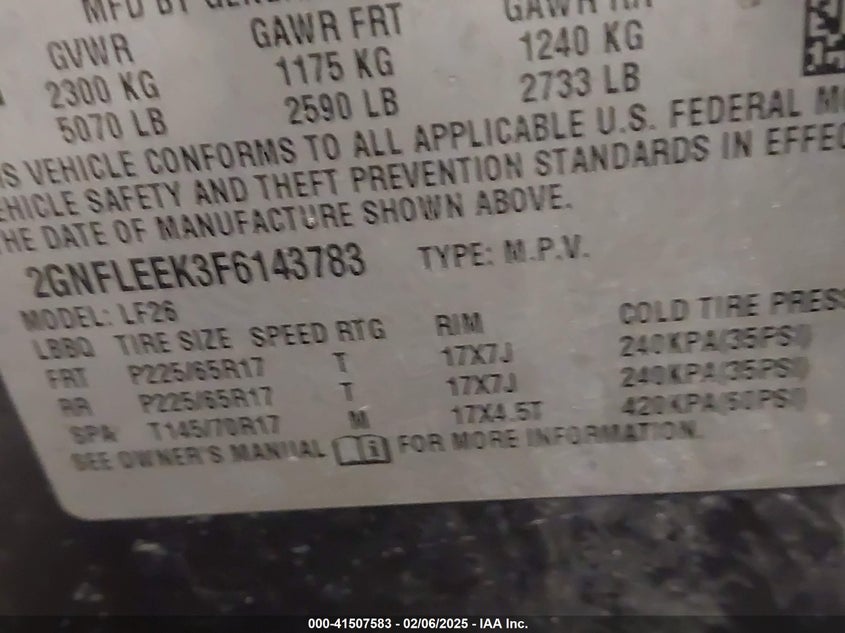 MFD BY GENER
GVWR GAWR FRT GAWR RR
2300 KG 1175 KG 1240 KG
5070 LB 2590 LB 2733 LB
IS VEHICLE CONFORMS TO ALL APPLICABLE U.S. FEDERAL MO
EHICLE SAFETY AND THEFT PREVENTION STANDARDS IN EFFEC
THE DATE OF MANUFACTURE SHOWN ABOVE.
2GNFLEEK3F6143783 TYPE: M.P.V.
MODEL: LF26
LBBQ TIRE SIZE SPEED RTG RIM COLD TIRE PRESS
FRT P225/65R17 T 17X7J 240KPA(35PSI)
RR P225/65R17 T 17X7J 240KPA(35PSI)
SPA T145/70R17 M 17X4.5T 420KPA(60PSI)
SEE OWNER'S MANUAL FOR MORE INFORMATION.
000-41507583 - 02/06/2025 - IAA Inc.